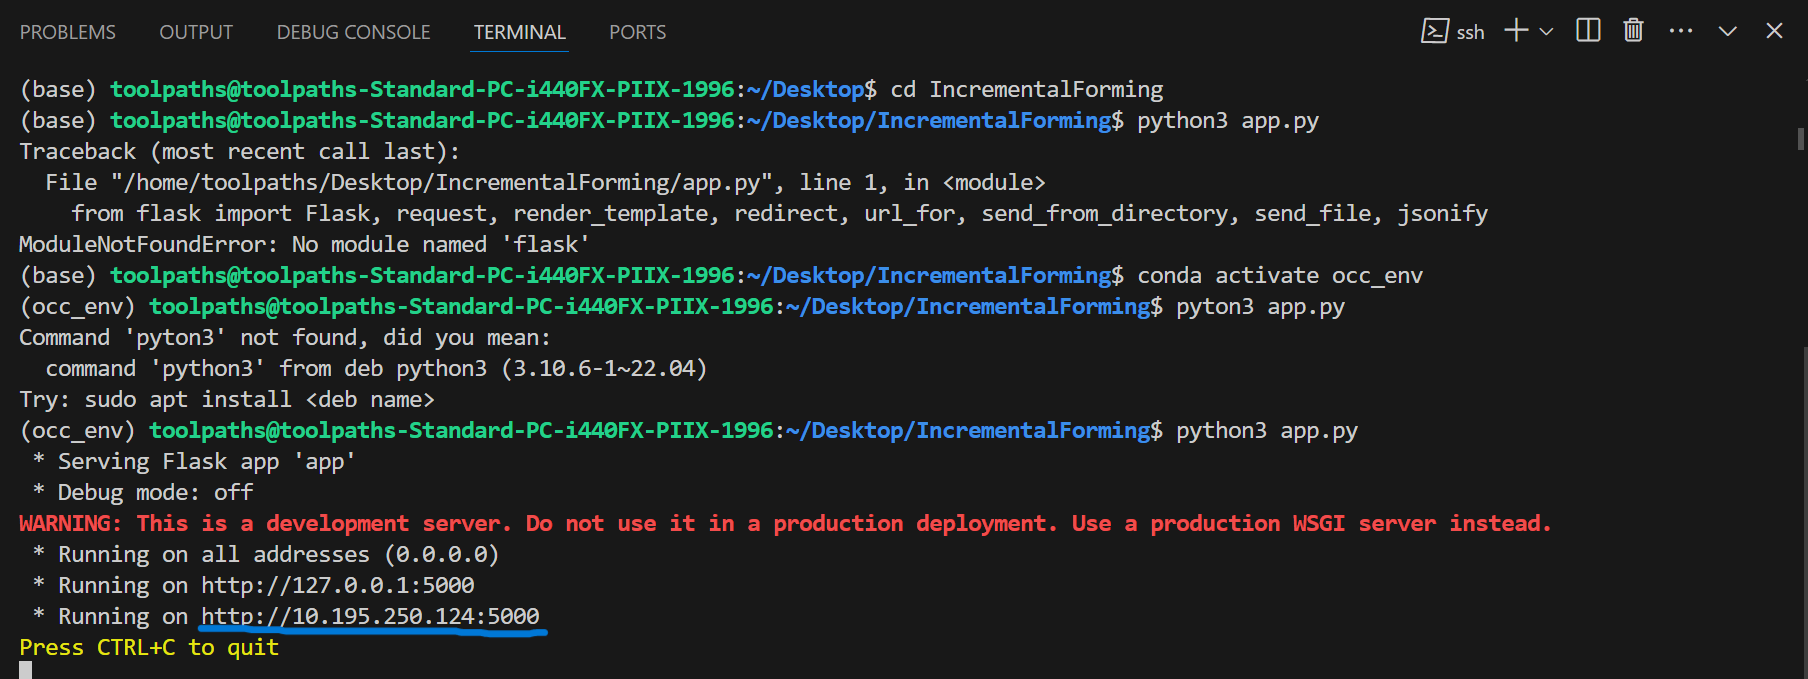 PROBLEMS OUTPUT DEBUG CONSOLE TERMINAL PORTS ssh
(base) toolpaths@toolpaths-Standard-PC-i440FX-PIIX-1996:~/Desktop$ cd IncrementalForming
(base) toolpaths@toolpaths-Standard-PC-i440FX-PIIX-1996:~/Desktop/IncrementalForming$ python3 app.py
Traceback (most recent call last):
  File "/home/toolpaths/Desktop/IncrementalForming/app.py", line 1, in <module>
    from flask import Flask, request, render_template, redirect, url_for, send_from_directory, send_file, jsonify
ModuleNotFoundError: No module named 'flask'
(base) toolpaths@toolpaths-Standard-PC-i440FX-PIIX-1996:~/Desktop/IncrementalForming$ conda activate occ_env
(occ_env) toolpaths@toolpaths-Standard-PC-i440FX-PIIX-1996:~/Desktop/IncrementalForming$ pyton3 app.py
Command 'pyton3' not found, did you mean:
  command 'python3' from deb python3 (3.10.6-1~22.04)
Try: sudo apt install <deb name>
(occ_env) toolpaths@toolpaths-Standard-PC-i440FX-PIIX-1996:~/Desktop/IncrementalForming$ python3 app.py
 * Serving Flask app 'app'
 * Debug mode: off
WARNING: This is a development server. Do not use it in a production deployment. Use a production WSGI server instead.
 * Running on all addresses (0.0.0.0)
 * Running on http://127.0.0.1:5000
 * Running on http://10.195.250.124:5000
Press CTRL+C to quit